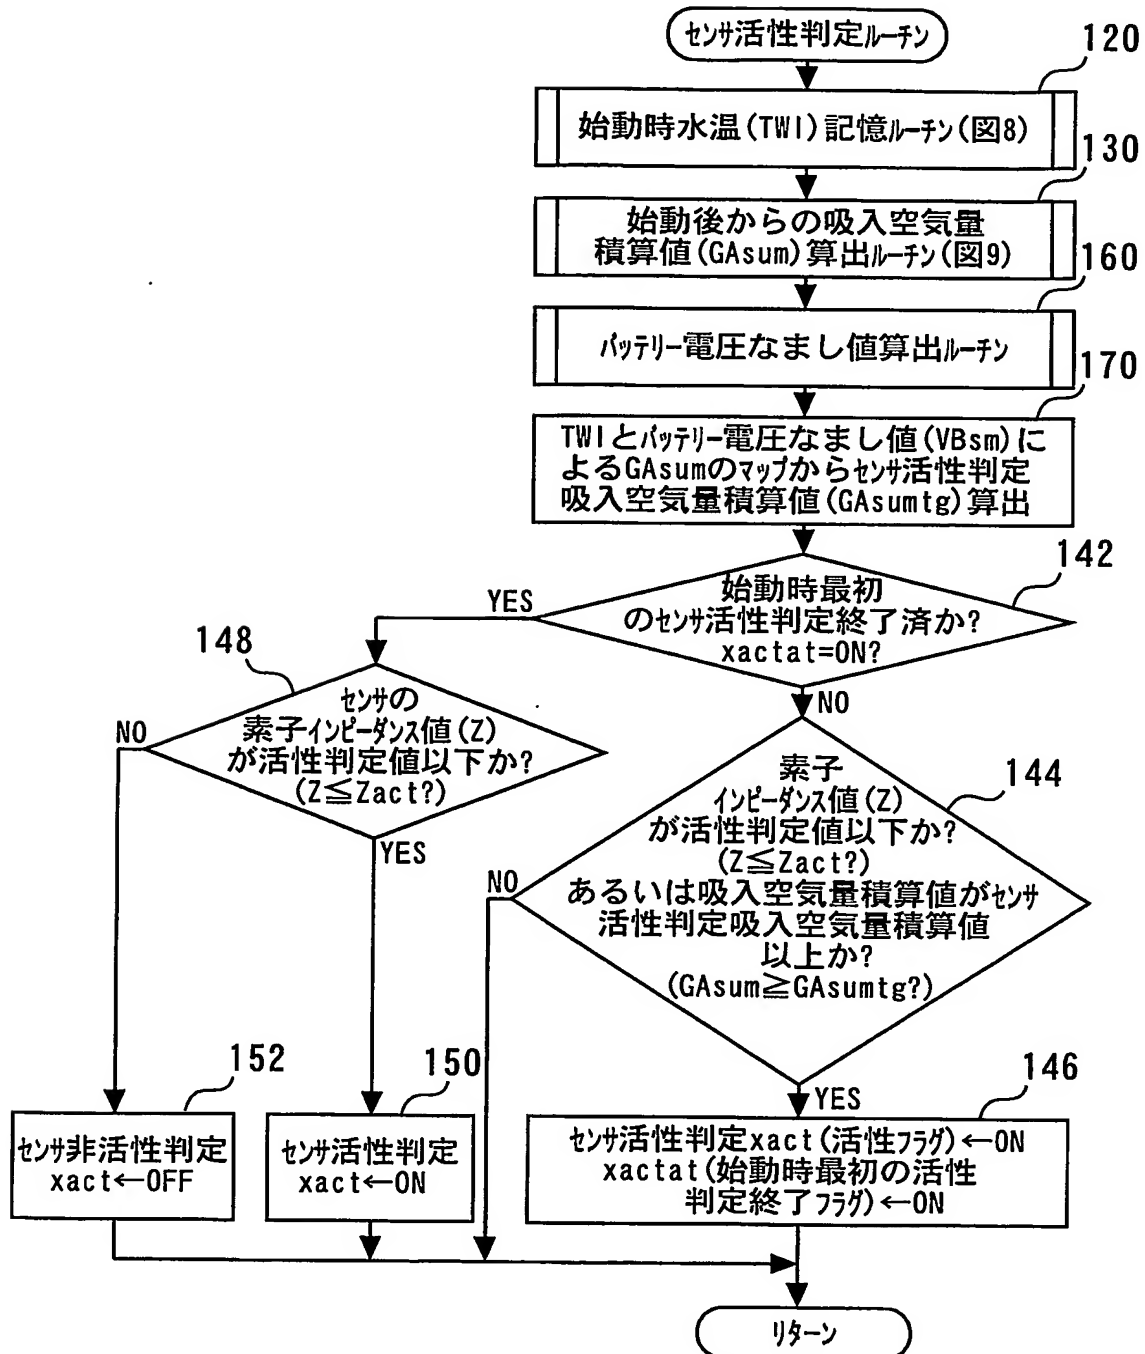 センサ活性判定ルーチン
120
始動時水温(TWI)記憶ルーチン(図8)
130
始動後からの吸入空気量
積算値(GAsum)算出ルーチン(図9)
160
バッテリー電圧なまし値算出ルーチン
170
TWIとバッテリー電圧なまし値(VBsm)に
よるGAsumのマップからセンサ活性判定
吸入空気量積算値(GAsumtg)算出
142
始動時最初
のセンサ活性判定終了済か?
xactat=ON?
YES
NO
148
センサの
素子インピーダンス値(Z)
が活性判定値以下か?
(Z≦Zact?)
NO
YES
144
素子
インピーダンス値(Z)
が活性判定値以下か?
(Z≦Zact?)
あるいは吸入空気量積算値がセンサ
活性判定吸入空気量積算値
以上か?
(GAsum≧GAsumtg?)
NO
YES
152
センサ非活性判定
xact←OFF
150
センサ活性判定
xact←ON
146
センサ活性判定xact(活性フラグ)←ON
xactat(始動時最初の活性
判定終了フラグ)←ON
リターン